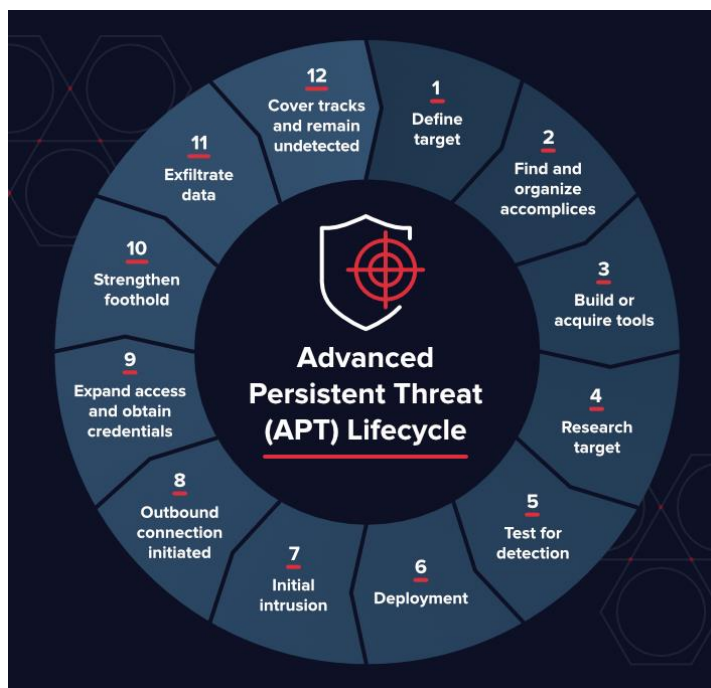 1
Define
target
2
Find and
organize
accomplices
3
Build or
acquire tools
4
Research
target
5
Test for
detection
6
Deployment
7
Initial
intrusion
8
Outbound
connection
initiated
9
Expand access
and obtain
credentials
10
Strengthen
foothold
11
Exfiltrate
data
12
Cover tracks
and remain
undetected
Advanced
Persistent Threat
(APT) Lifecycle